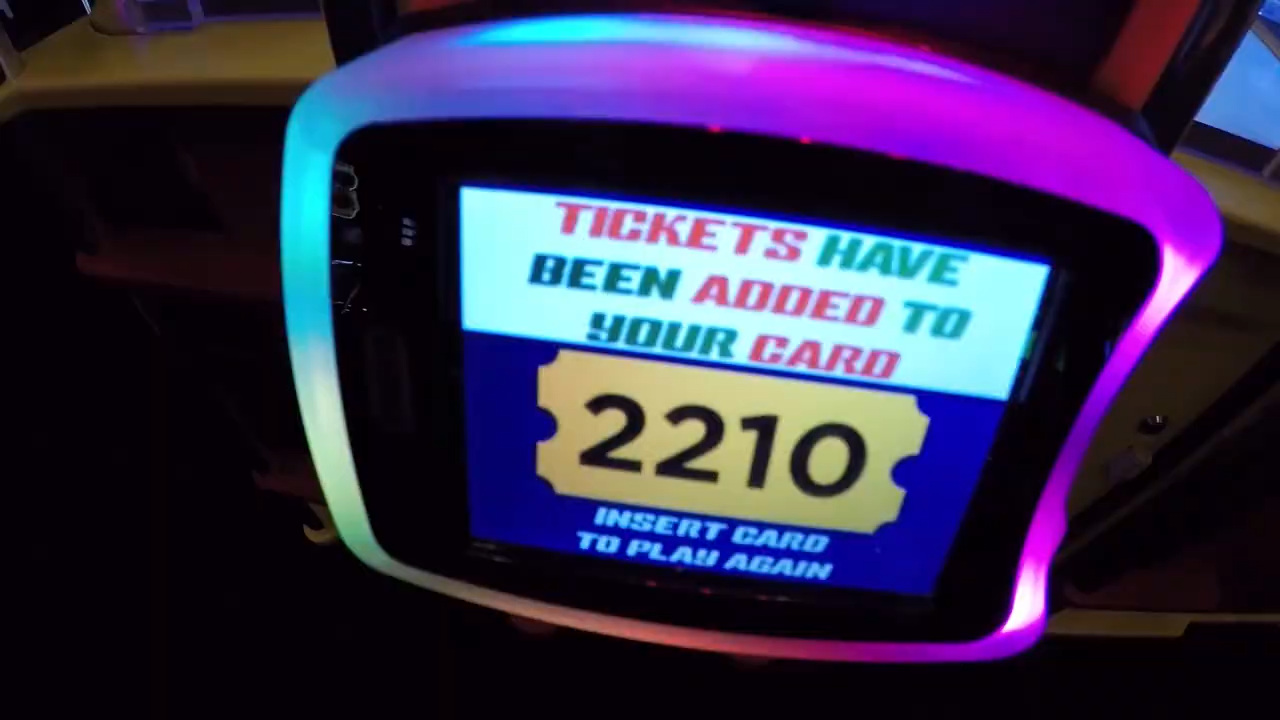 TICKETS HAVE
BEEN ADDED TO
YOUR CARD
2210
INSERT CARD
TO PLAY AGAIN